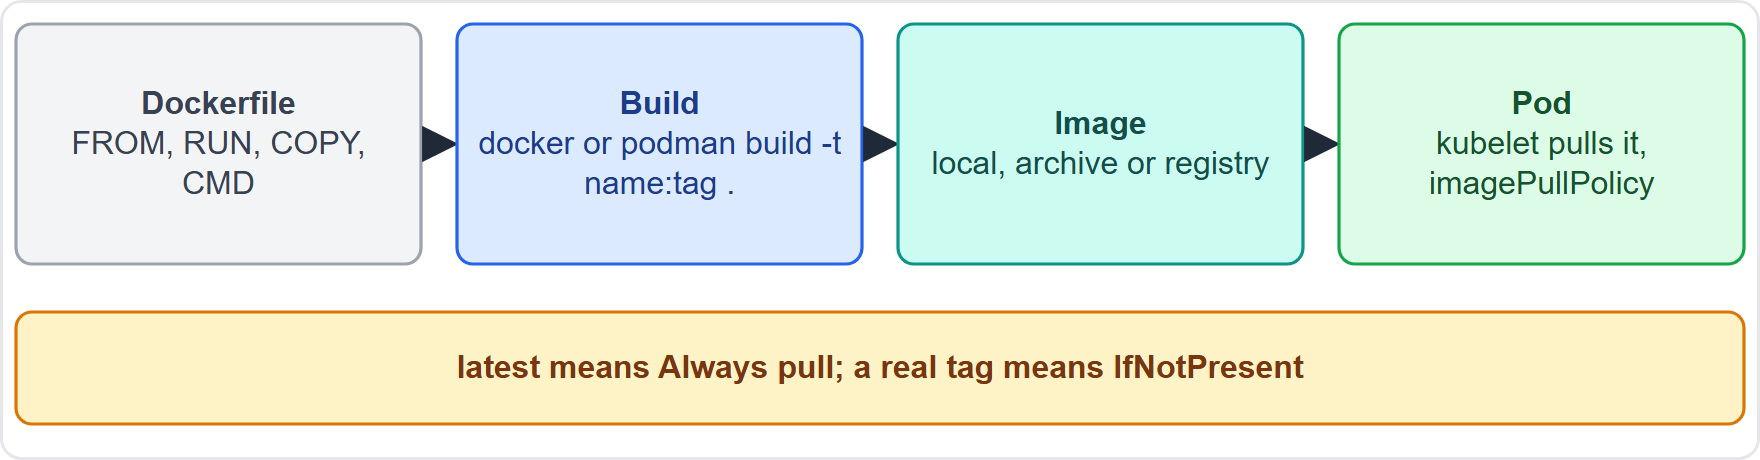 Dockerfile
FROM, RUN, COPY,
CMD
Build
docker or podman build -t
name:tag .
Image
local, archive or registry
Pod
kubelet pulls it,
imagePullPolicy
latest means Always pull; a real tag means IfNotPresent